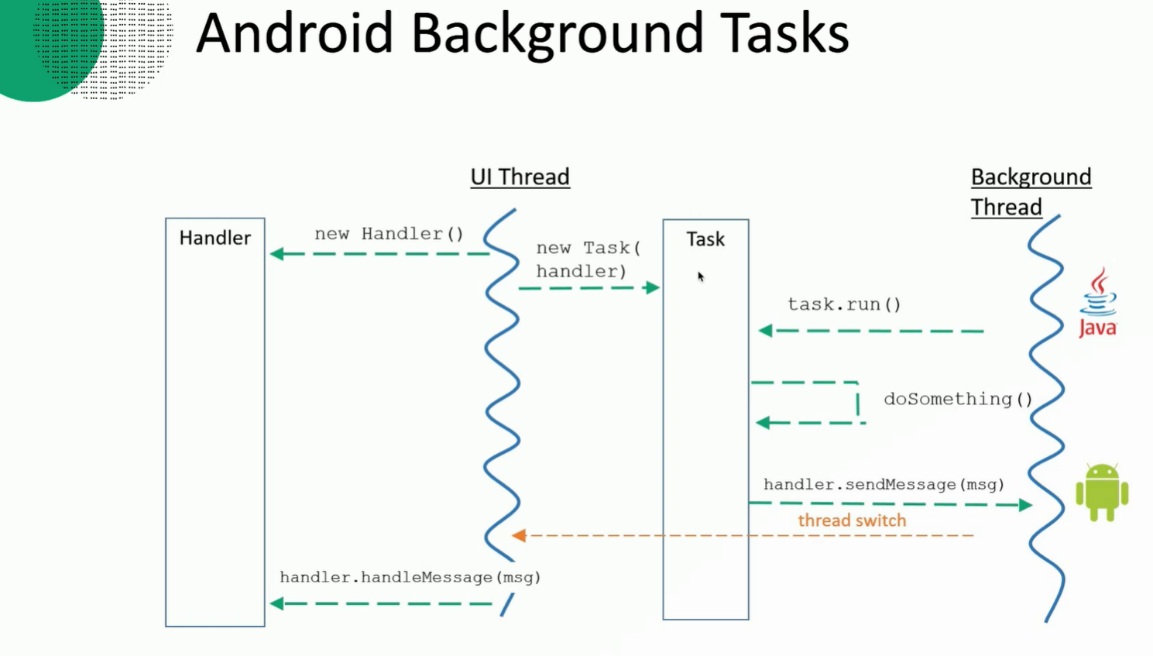 Android Background Tasks
UI Thread
Background
Thread
Handler
new Handler()
new Task(
handler)
Task
task.run()
Java
doSomething()
handler.sendMessage(msg)
thread switch
handler.handleMessage(msg)